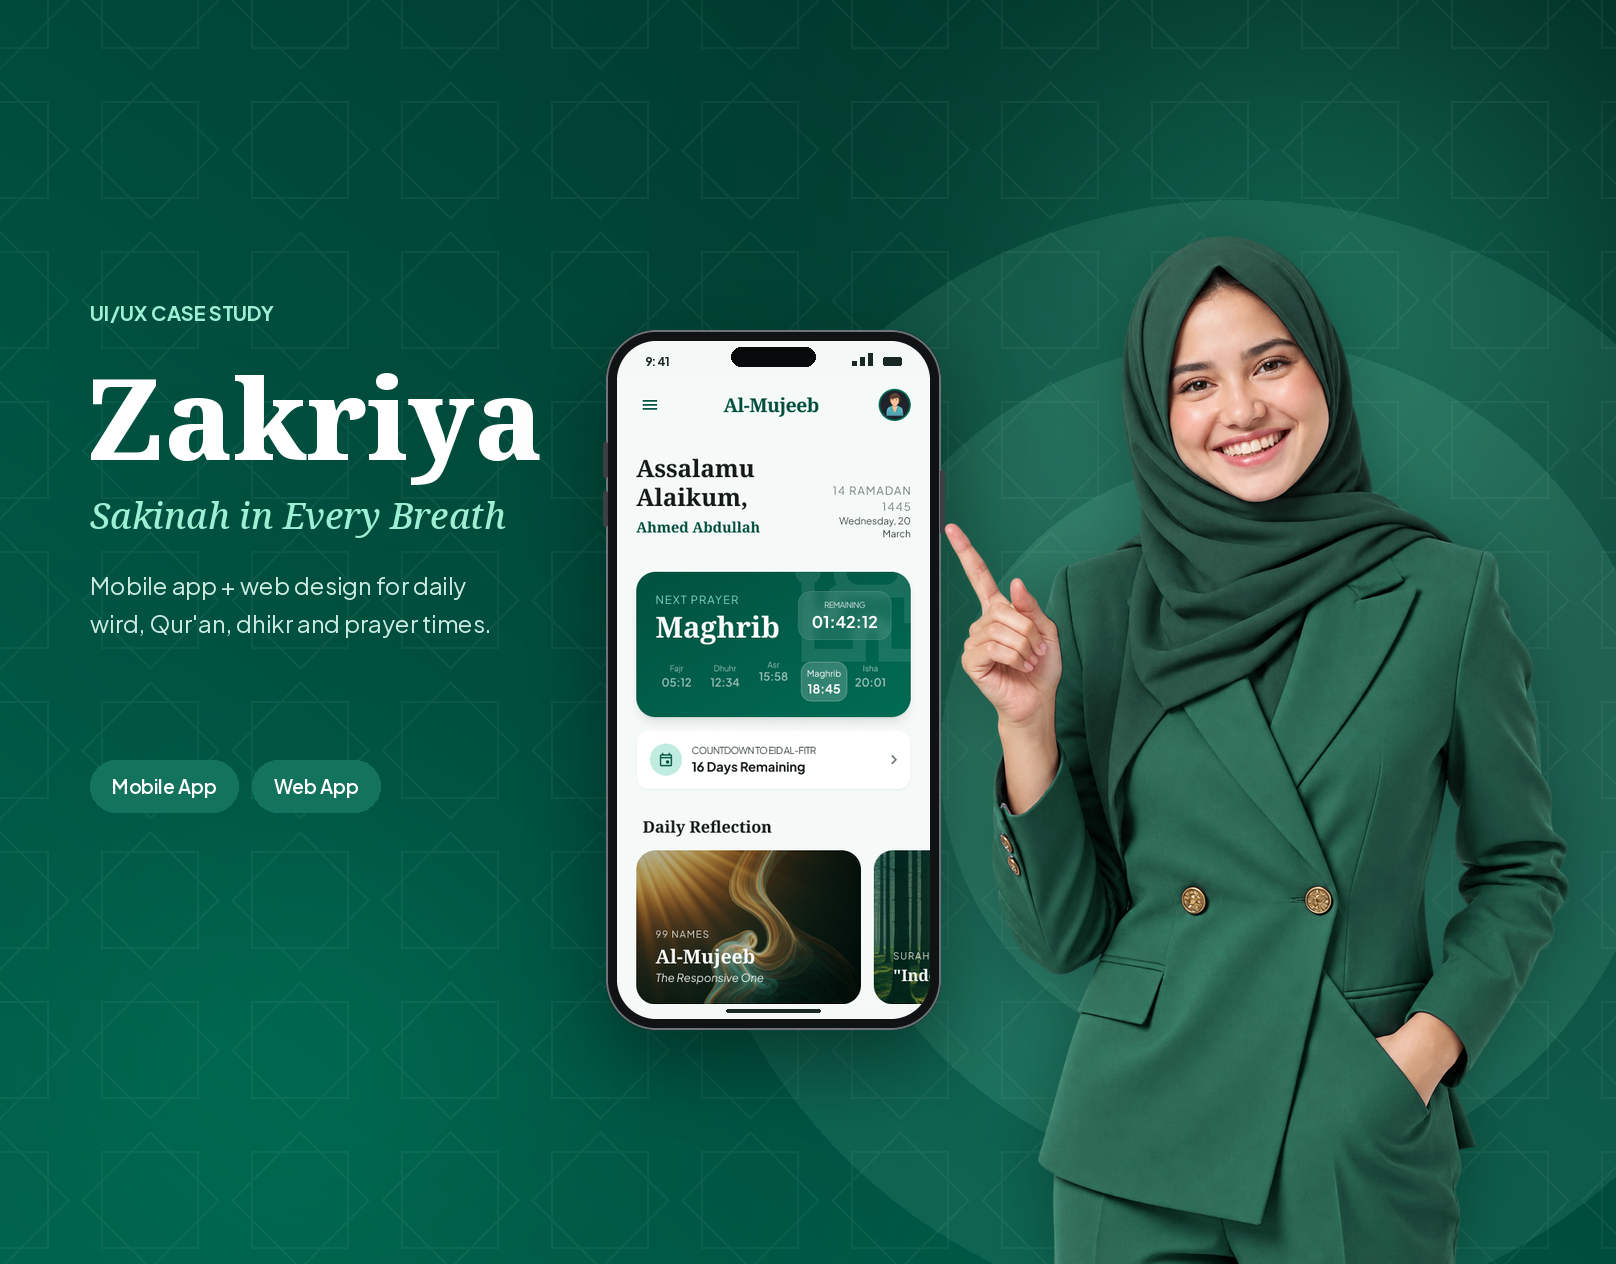 UI/UX CASE STUDY
Zakriya
Sakinah in Every Breath
Mobile app + web design for daily
wird, Qur'an, dhikr and prayer times.
Mobile App
Web App
9:41
Al-Mujeeb
Assalamu
Alaikum,
Ahmed Abdullah
14 RAMADAN
1445
Wednesday, 20
March
NEXT PRAYER
Maghrib
REMAINING
01:42:12
Fajr
05:12
Dhuhr
12:34
Asr
15:58
Maghrib
18:45
Isha
20:01
COUNTDOWN TO EID AL-FITR
16 Days Remaining
Daily Reflection
99 NAMES
Al-Mujeeb
The Responsive One
SURAH
"Ind